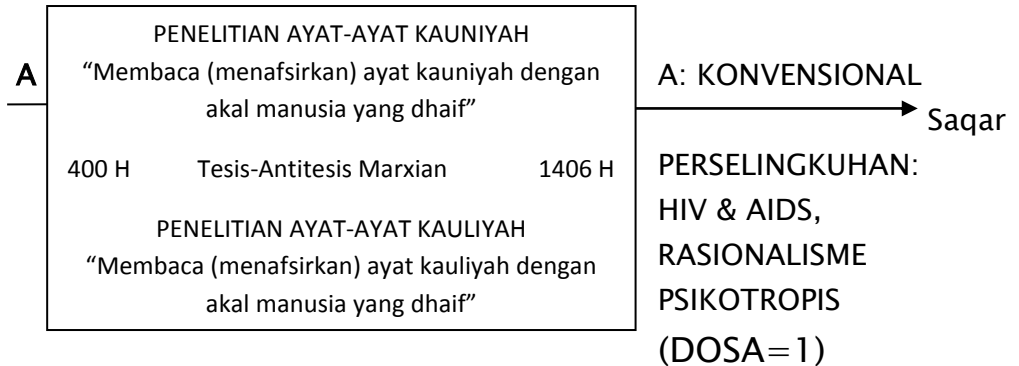 A
PENELITIAN AYAT-AYAT KAUNIYAH
“Membaca (menafsirkan) ayat kauniyah dengan
akal manusia yang dhaif”
400 H Tesis-Antitesis Marxian 1406 H
PENELITIAN AYAT-AYAT KAULIYAH
“Membaca (menafsirkan) ayat kauliyah dengan
akal manusia yang dhaif”
A: KONVENSIONAL
Saqar
PERSELINGKUHAN:
HIV & AIDS,
RASIONALISME
PSIKOTROPIS
(DOSA=1)